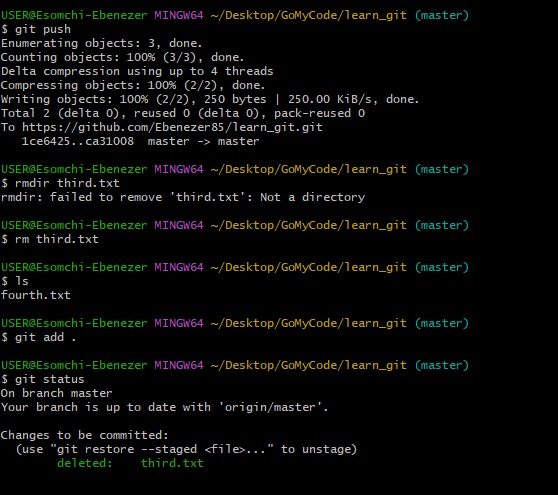 USER@Esomchi-Ebenezer MINGW64 ~/Desktop/GoMyCode/learn_git (master)
$ git push
Enumerating objects: 3, done.
Counting objects: 100% (3/3), done.
Delta compression using up to 4 threads
Compressing objects: 100% (2/2), done.
Writing objects: 100% (2/2), 250 bytes | 250.00 KiB/s, done.
Total 2 (delta 0), reused 0 (delta 0), pack-reused 0
To https://github.com/Ebenezer85/learn_git.git
   1ce6425..ca31008  master -> master

USER@Esomchi-Ebenezer MINGW64 ~/Desktop/GoMyCode/learn_git (master)
$ rmdir third.txt
rmdir: failed to remove 'third.txt': Not a directory

USER@Esomchi-Ebenezer MINGW64 ~/Desktop/GoMyCode/learn_git (master)
$ rm third.txt

USER@Esomchi-Ebenezer MINGW64 ~/Desktop/GoMyCode/learn_git (master)
$ ls
fourth.txt

USER@Esomchi-Ebenezer MINGW64 ~/Desktop/GoMyCode/learn_git (master)
$ git add .

USER@Esomchi-Ebenezer MINGW64 ~/Desktop/GoMyCode/learn_git (master)
$ git status
On branch master
Your branch is up to date with 'origin/master'.

Changes to be committed:
  (use "git restore --staged <file>..." to unstage)
        deleted:    third.txt